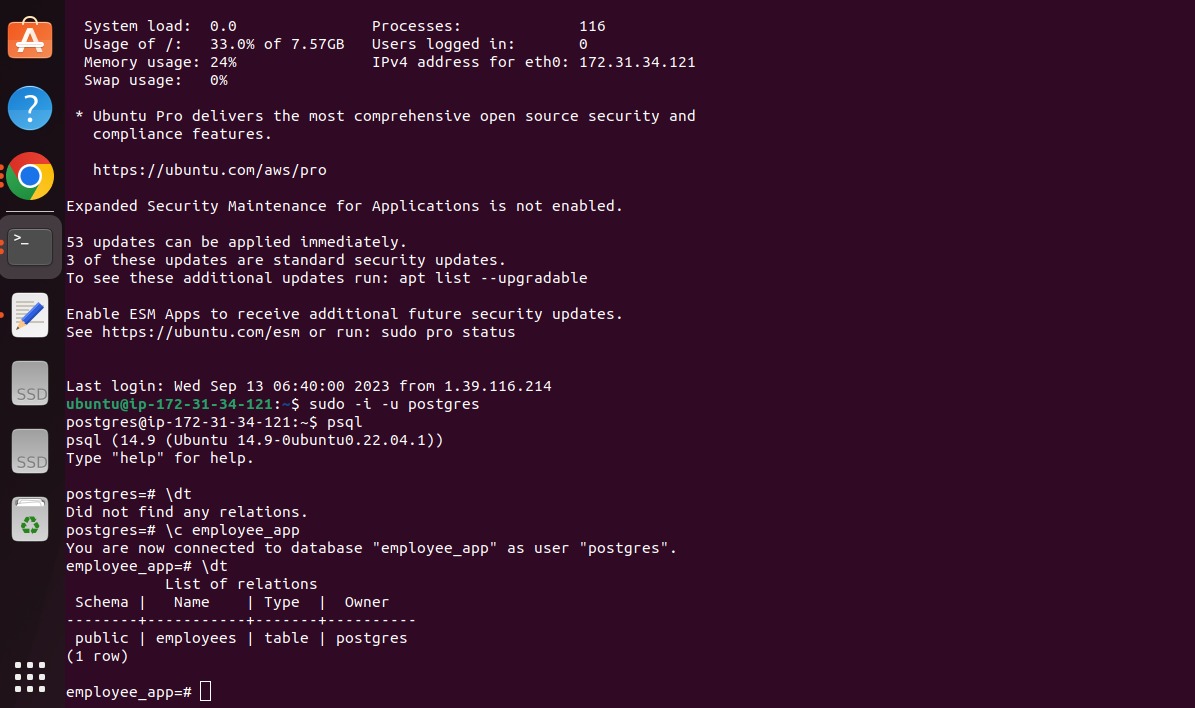 System load:  0.0               Processes:             116
Usage of /:   33.0% of 7.57GB   Users logged in:       0
Memory usage: 24%               IPv4 address for eth0: 172.31.34.121
Swap usage:   0%
* Ubuntu Pro delivers the most comprehensive open source security and
compliance features.
https://ubuntu.com/aws/pro
Expanded Security Maintenance for Applications is not enabled.
53 updates can be applied immediately.
3 of these updates are standard security updates.
To see these additional updates run: apt list --upgradable
Enable ESM Apps to receive additional future security updates.
See https://ubuntu.com/esm or run: sudo pro status
Last login: Wed Sep 13 06:40:00 2023 from 1.39.116.214
ubuntu@ip-172-31-34-121:~$ sudo -i -u postgres
postgres@ip-172-31-34-121:~$ psql
psql (14.9 (Ubuntu 14.9-0ubuntu0.22.04.1))
Type "help" for help.
postgres=# \dt
Did not find any relations.
postgres=# \c employee_app
You are now connected to database "employee_app" as user "postgres".
employee_app=# \dt
List of relations
Schema |   Name    | Type  |  Owner
--------+-----------+-------+----------
public | employees | table | postgres
(1 row)
employee_app=#
?
>_
SSD
SSD